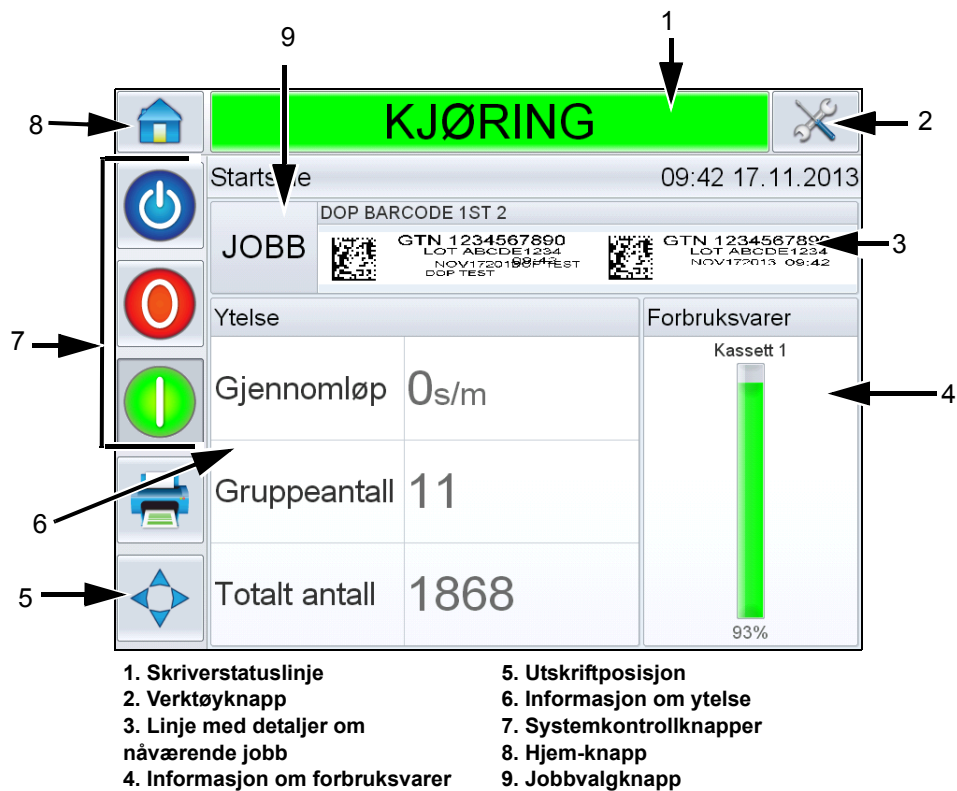 1
9
8
KJØRING
2
Startside
09:42 17.11.2013
DOP BARCODE 1ST 2
JOBB
GTN 1234567890
LOT ABCDE1234
DOP TEST
GTN 1234567890
LOT ABCDE1234
NOV172013 09:42
3
Ytelse
Forbruksvarer
7
Kassett 1
Gjennomløp 0s/m
4
6
Gruppeantall 11
5
Totalt antall 1868
93%
1. Skriverstatuslinje
2. Verktøyknapp
3. Linje med detaljer om
nåværende jobb
4. Informasjon om forbruksvarer
5. Utskriftposisjon
6. Informasjon om ytelse
7. Systemkontrollknapper
8. Hjem-knapp
9. Jobbvalgknapp